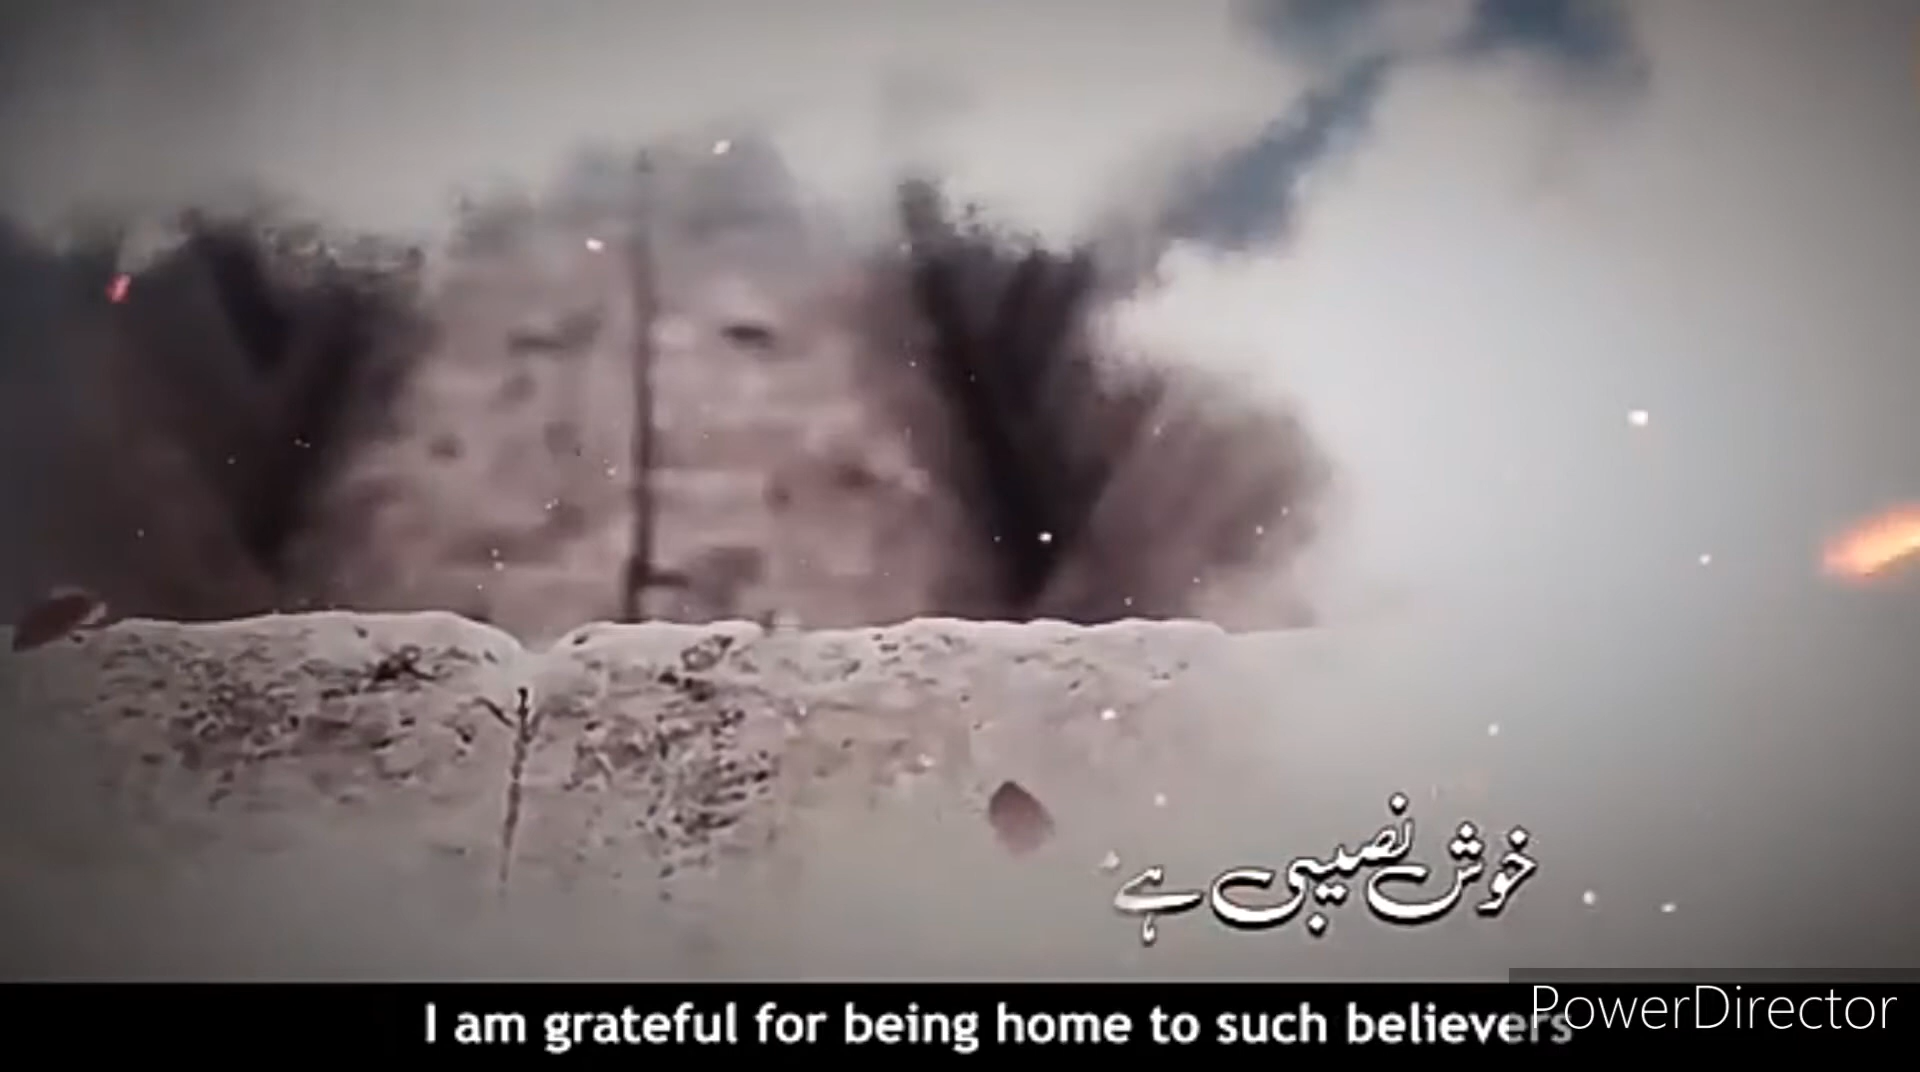 خوش نصیبی ہے
I am grateful for being home to such believers
PowerDirector